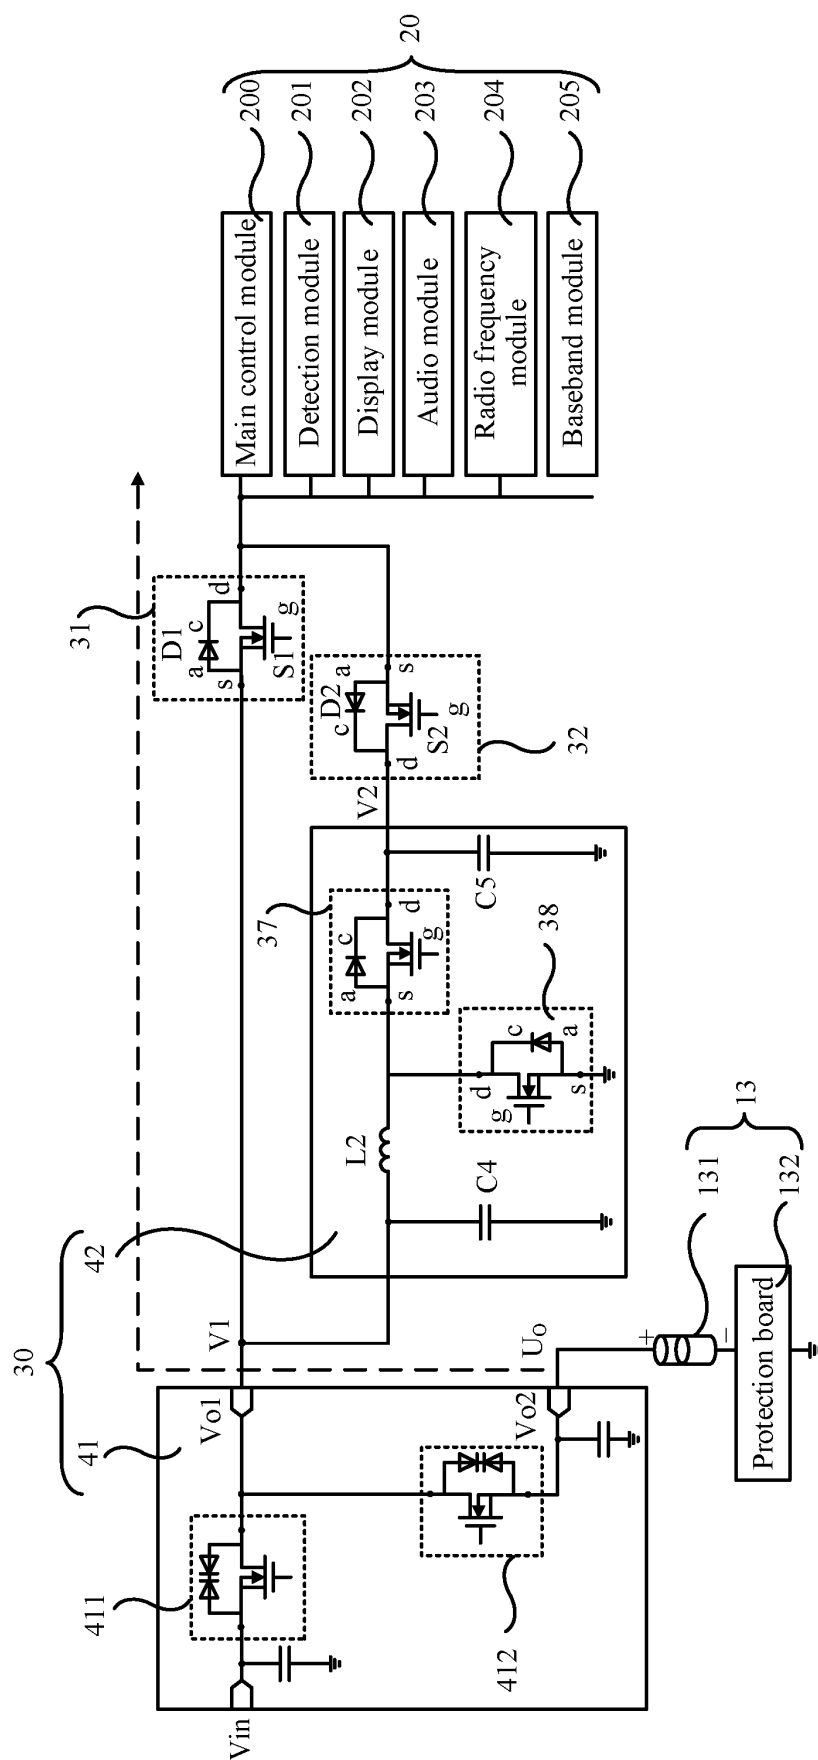 20
200
201
202
203
204
205
Main control module
Detection module
Display module
Audio module
Radio frequency
module
Baseband module
31
D1
a
c
s
d
g
S1
32
D2
c
a
d
s
g
S2
V2
37
a
c
s
d
g
C5
38
c
a
d
s
g
L2
C4
42
30
V1
41
Vo1
Vo2
Uo
411
412
Vin
13
131
132
+
−
Protection board